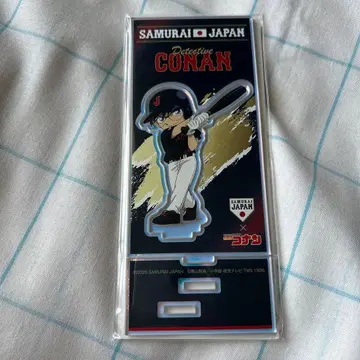 SAMURAI JAPAN
Detective
CONAN
J
SAMURAI
JAPAN
×
コナン